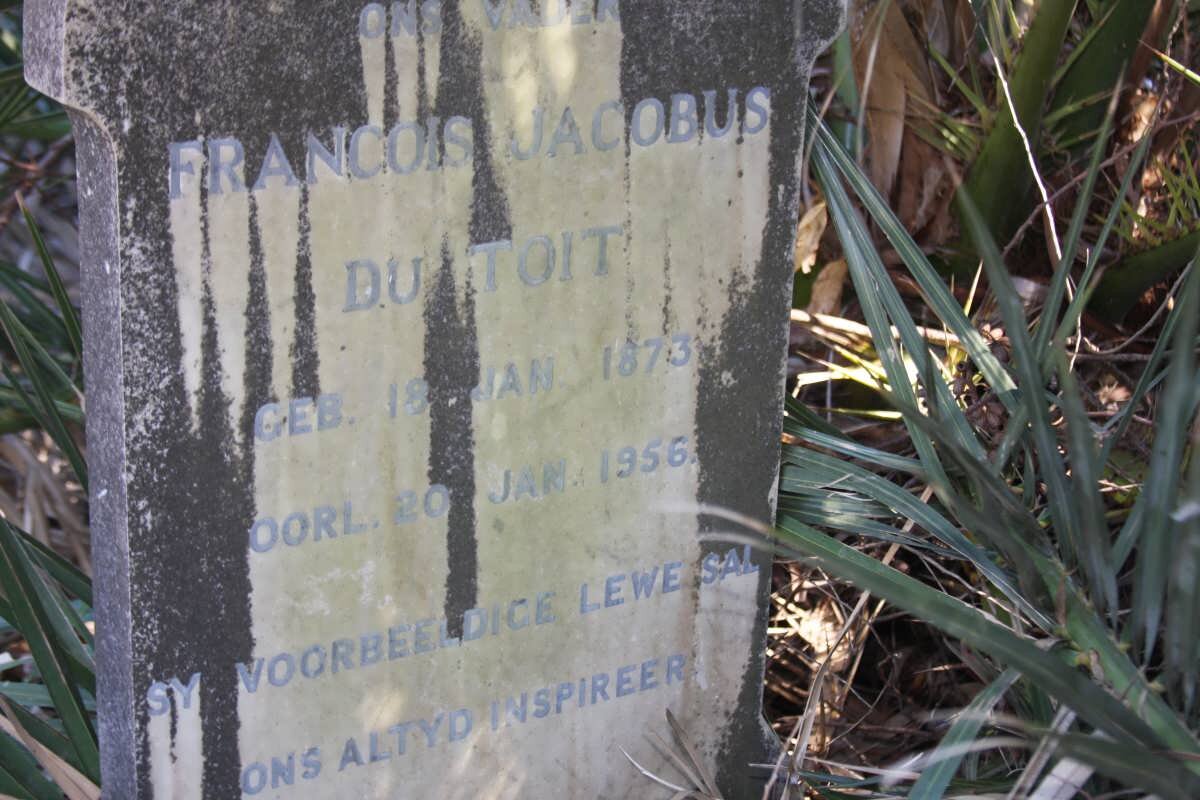 ONS VADER
FRANCOIS JACOBUS
DU TOIT
GEB. 18 JAN. 1873
OORL. 20 JAN. 1956.
SY VOORBEELDIGE LEWE SAL
ONS ALTYD INSPIREER.